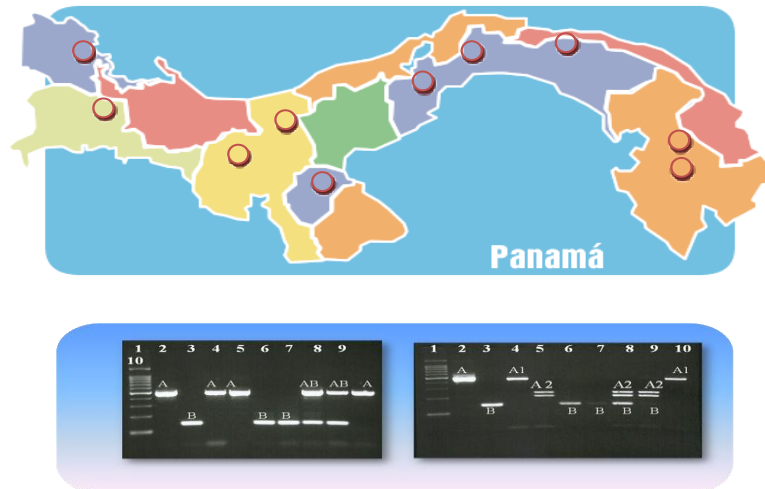 Panamá
1 2 3 4 5 6 7 8 9
10
A A A AB AB A
B B B
1 2 3 4 5 6 7 8 9 10
A A1 A2 A2 A2 A1
B B B B B